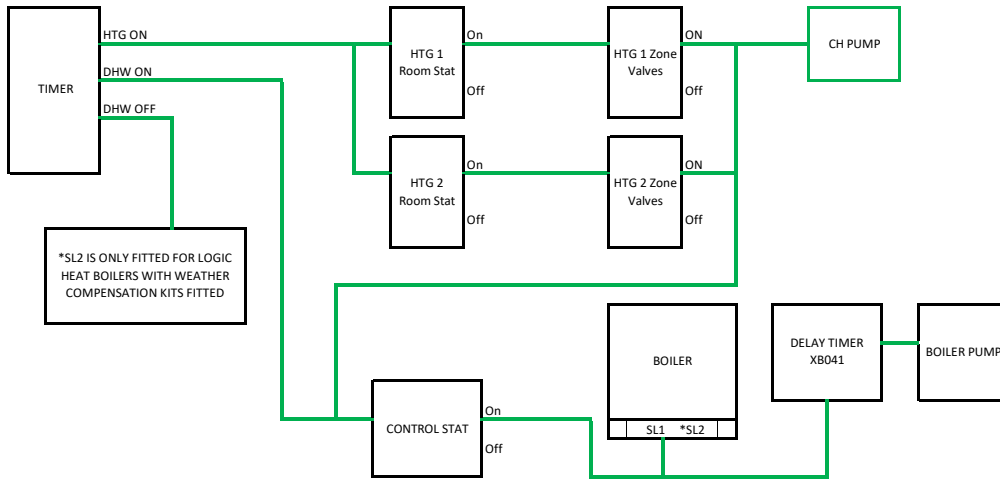 HTG ON
DHW ON
DHW OFF
TIMER
HTG 1
Room Stat
On
Off
HTG 1 Zone
Valves
ON
Off
CH PUMP
HTG 2
Room Stat
On
Off
HTG 2 Zone
Valves
ON
Off
*SL2 IS ONLY FITTED FOR LOGIC
HEAT BOILERS WITH WEATHER
COMPENSATION KITS FITTED
BOILER
SL1 *SL2
DELAY TIMER
XB041
BOILER PUMP
CONTROL STAT
On
Off